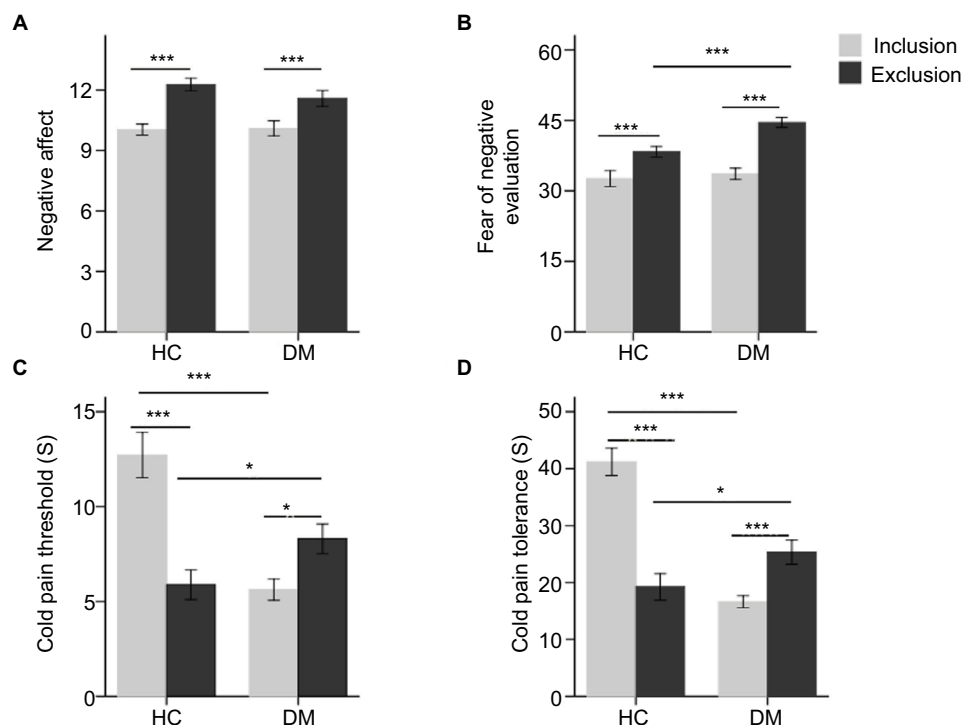 A
Negative affect
12
9
6
3
0
***
***
HC
DM
B
Fear of negative
evaluation
60
45
30
15
0
***
***
***
HC
DM
Inclusion
Exclusion
C
Cold pain threshold (S)
15
10
5
0
***
***
*
*
HC
DM
D
Cold pain tolerance (S)
50
40
30
20
10
0
***
***
*
***
HC
DM